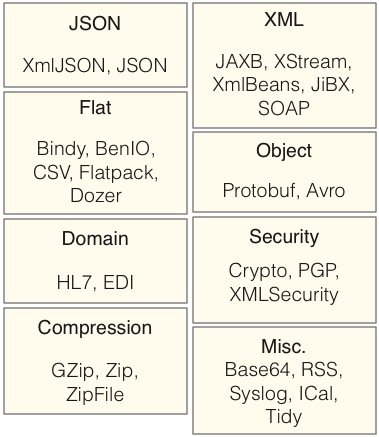 JSON
XmlJSON, JSON
Flat
Bindy, BenIO,
CSV, Flatpack,
Dozer
Domain
HL7, EDI
Compression
GZip, Zip,
ZipFile
XML
JAXB, XStream,
XmlBeans, JiBX,
SOAP
Object
Protobuf, Avro
Security
Crypto, PGP,
XMLSecurity
Misc.
Base64, RSS,
Syslog, ICal,
Tidy